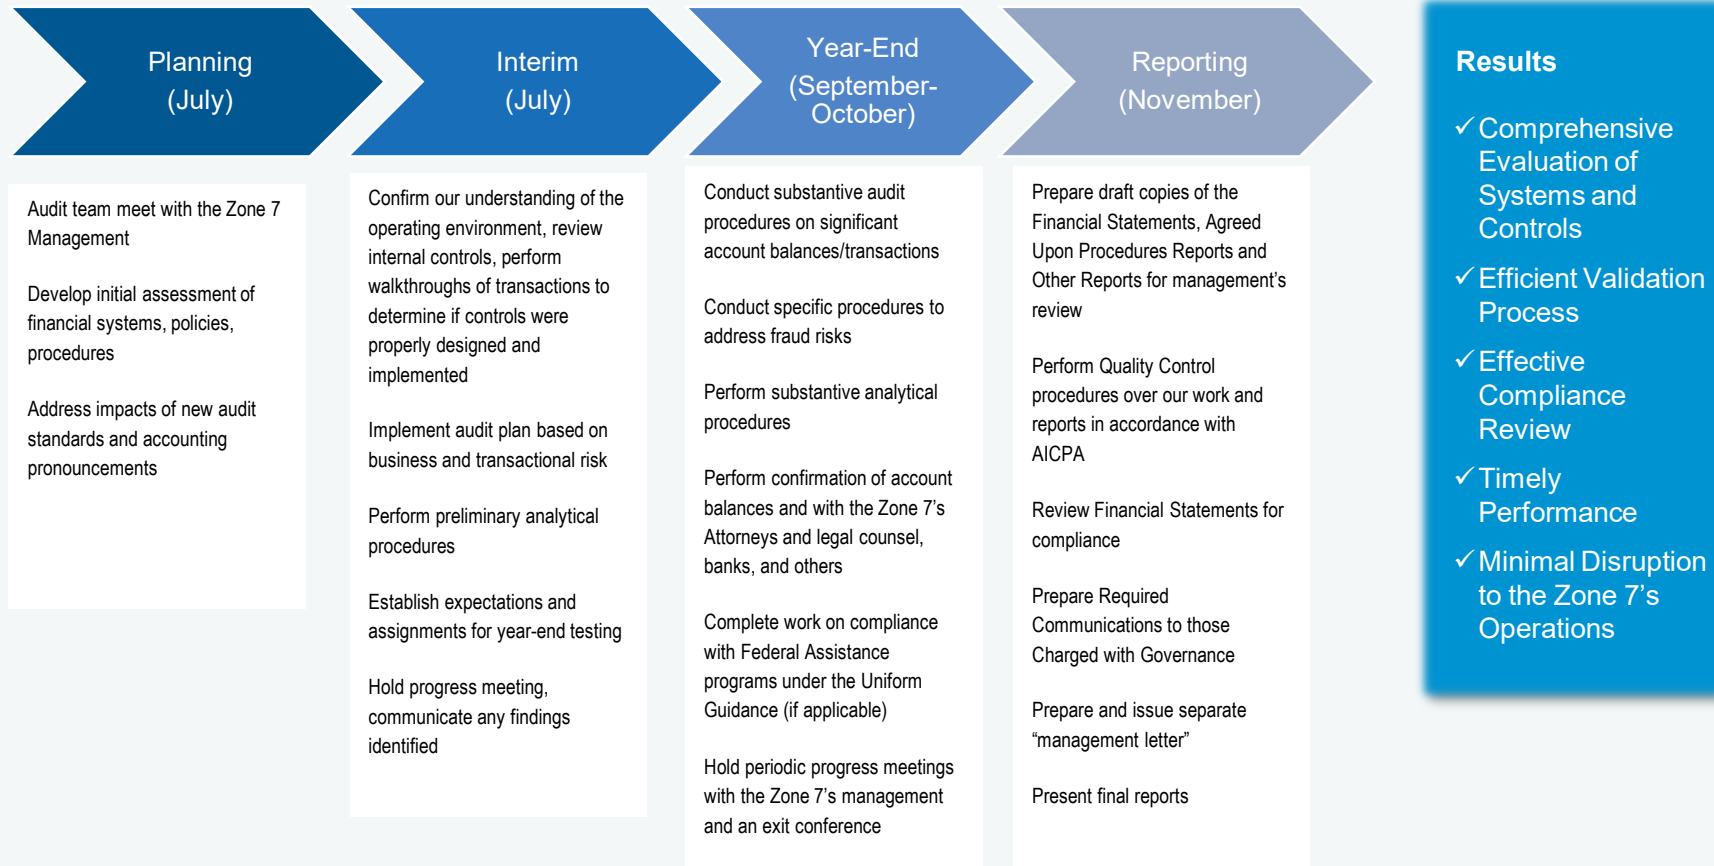 Planning
(July)
Interim
(July)
Year-End
(September-
October)
Reporting
(November)
Audit team meet with the Zone 7
Management
Develop initial assessment of
financial systems, policies,
procedures
Address impacts of new audit
standards and accounting
pronouncements
Confirm our understanding of the
operating environment, review
internal controls, perform
walkthroughs of transactions to
determine if controls were
properly designed and
implemented
Implement audit plan based on
business and transactional risk
Perform preliminary analytical
procedures
Establish expectations and
assignments for year-end testing
Hold progress meeting,
communicate any findings
identified
Conduct substantive audit
procedures on significant
account balances/transactions
Conduct specific procedures to
address fraud risks
Perform substantive analytical
procedures
Perform confirmation of account
balances and with the Zone 7’s
Attorneys and legal counsel,
banks, and others
Complete work on compliance
with Federal Assistance
programs under the Uniform
Guidance (if applicable)
Hold periodic progress meetings
with the Zone 7’s management
and an exit conference
Prepare draft copies of the
Financial Statements, Agreed
Upon Procedures Reports and
Other Reports for management’s
review
Perform Quality Control
procedures over our work and
reports in accordance with
AICPA
Review Financial Statements for
compliance
Prepare Required
Communications to those
Charged with Governance
Prepare and issue separate
“management letter”
Present final reports
Results
✓ Comprehensive
Evaluation of
Systems and
Controls
✓ Efficient Validation
Process
✓ Effective
Compliance
Review
✓ Timely
Performance
✓ Minimal Disruption
to the Zone 7’s
Operations